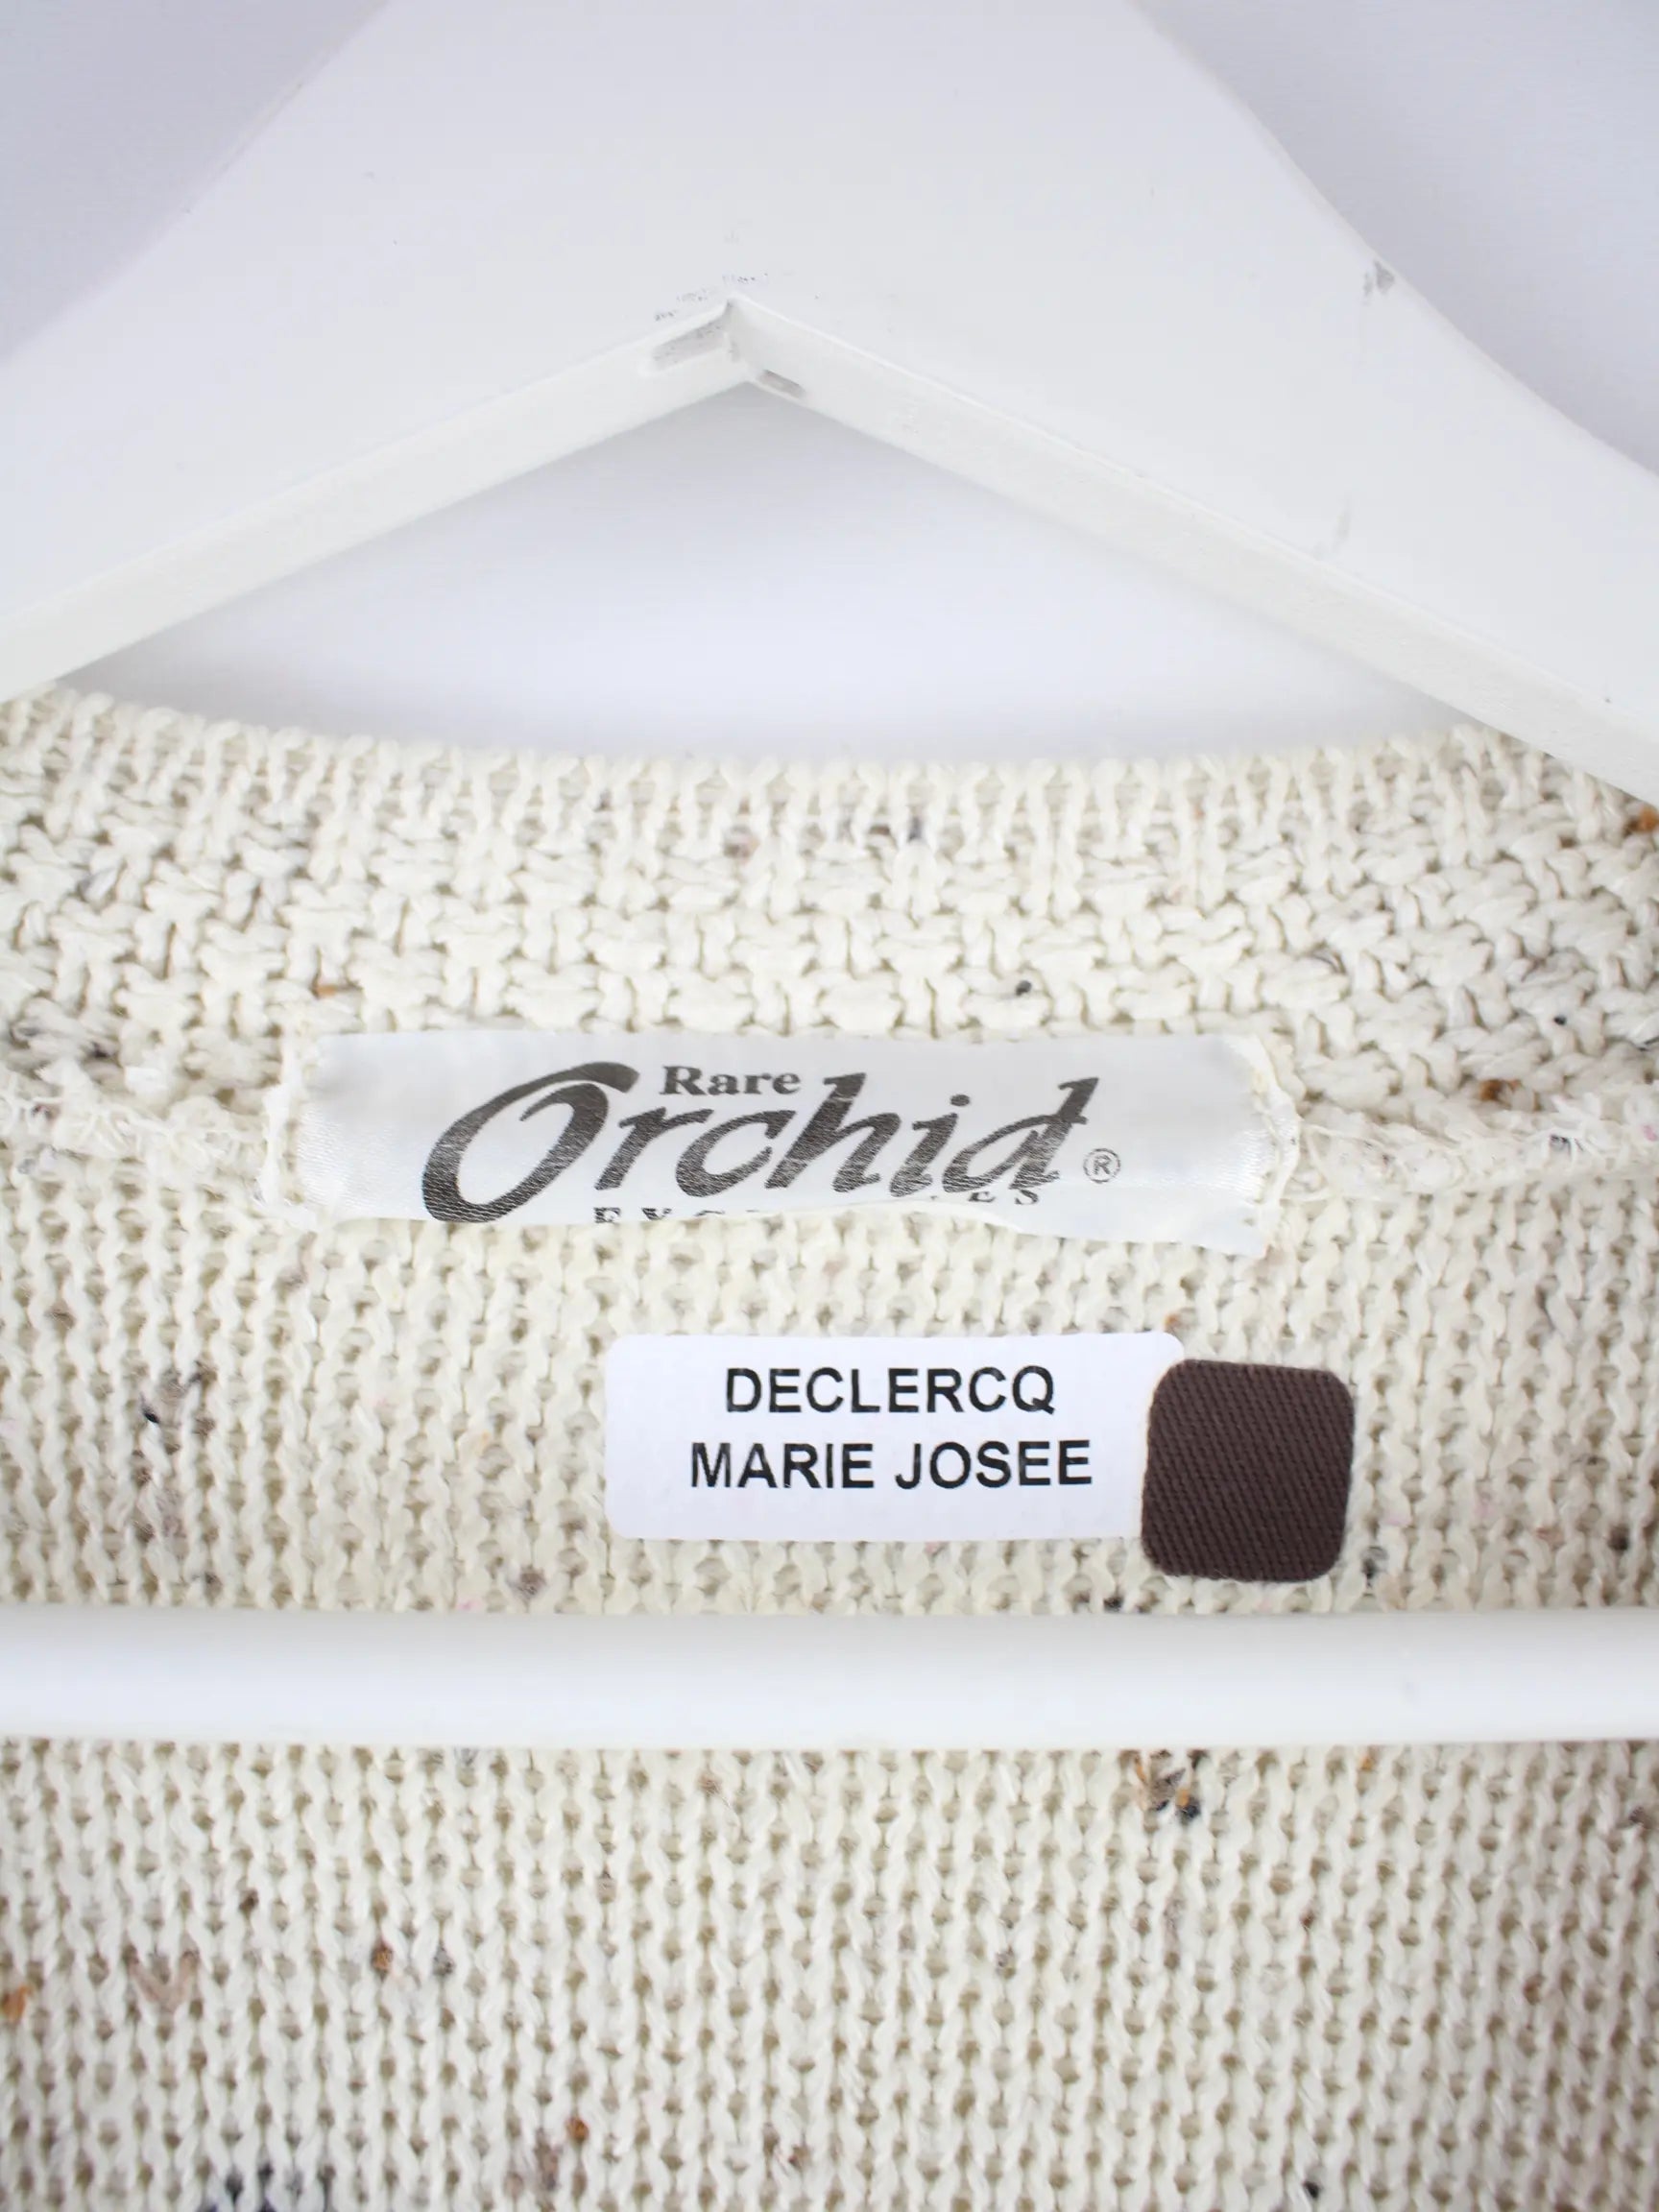 Rare
Orchid ®
DECLERCQ
MARIE JOSEE